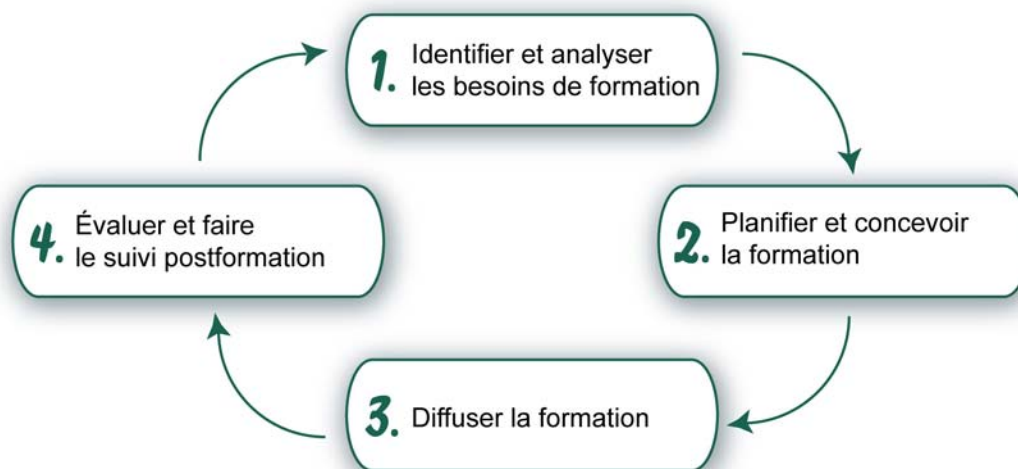 1. Identifier et analyser
les besoins de formation
2. Planifier et concevoir
la formation
3. Diffuser la formation
4. Évaluer et faire
le suivi postformation